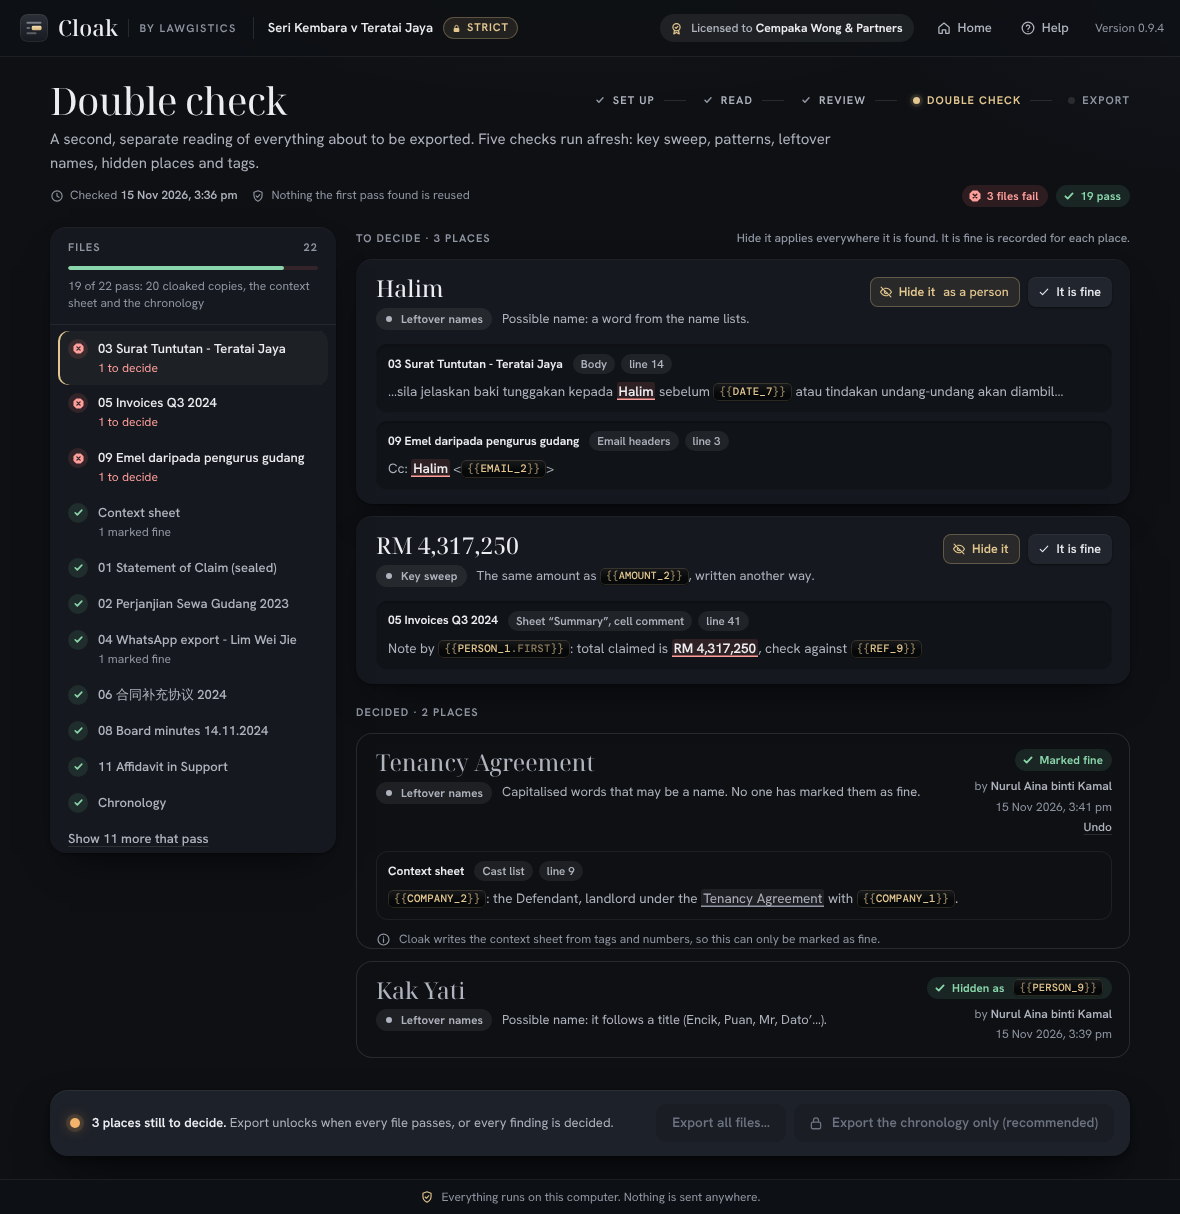 Cloak BY LAWGISTICS Seri Kembara v Teratai Jaya STRICT Licensed to Cempaka Wong & Partners Home Help Version 0.9.4
Double check
SET UP READ REVIEW DOUBLE CHECK EXPORT
A second, separate reading of everything about to be exported. Five checks run afresh: key sweep, patterns, leftover
names, hidden places and tags.
Checked 15 Nov 2026, 3:36 pm Nothing the first pass found is reused 3 files fail 19 pass
FILES 22
19 of 22 pass: 20 cloaked copies, the context
sheet and the chronology
03 Surat Tuntutan - Teratai Jaya
1 to decide
05 Invoices Q3 2024
1 to decide
09 Emel daripada pengurus gudang
1 to decide
Context sheet
1 marked fine
01 Statement of Claim (sealed)
02 Perjanjian Sewa Gudang 2023
04 WhatsApp export - Lim Wei Jie
1 marked fine
06 合同补充协议 2024
08 Board minutes 14.11.2024
11 Affidavit in Support
Chronology
Show 11 more that pass
TO DECIDE · 3 PLACES Hide it applies everywhere it is found. It is fine is recorded for each place.
Halim Hide it as a person It is fine
Leftover names Possible name: a word from the name lists.
03 Surat Tuntutan - Teratai Jaya Body line 14
...sila jelaskan baki tunggakan kepada Halim sebelum {{DATE_7}} atau tindakan undang-undang akan diambil...
09 Emel daripada pengurus gudang Email headers line 3
Cc: Halim <{{EMAIL_2}}>
RM 4,317,250 Hide it It is fine
Key sweep The same amount as {{AMOUNT_2}}, written another way.
05 Invoices Q3 2024 Sheet “Summary”, cell comment line 41
Note by {{PERSON_1.FIRST}}: total claimed is RM 4,317,250, check against {{REF_9}}
DECIDED · 2 PLACES
Tenancy Agreement Marked fine
Leftover names Capitalised words that may be a name. No one has marked them as fine. by Nurul Aina binti Kamal
15 Nov 2026, 3:41 pm
Undo
Context sheet Cast list line 9
{{COMPANY_2}}: the Defendant, landlord under the Tenancy Agreement with {{COMPANY_1}}.
Cloak writes the context sheet from tags and numbers, so this can only be marked as fine.
Kak Yati Hidden as {{PERSON_9}}
Leftover names Possible name: it follows a title (Encik, Puan, Mr, Dato’...). by Nurul Aina binti Kamal
15 Nov 2026, 3:39 pm
3 places still to decide. Export unlocks when every file passes, or every finding is decided. Export all files... Export the chronology only (recommended)
Everything runs on this computer. Nothing is sent anywhere.